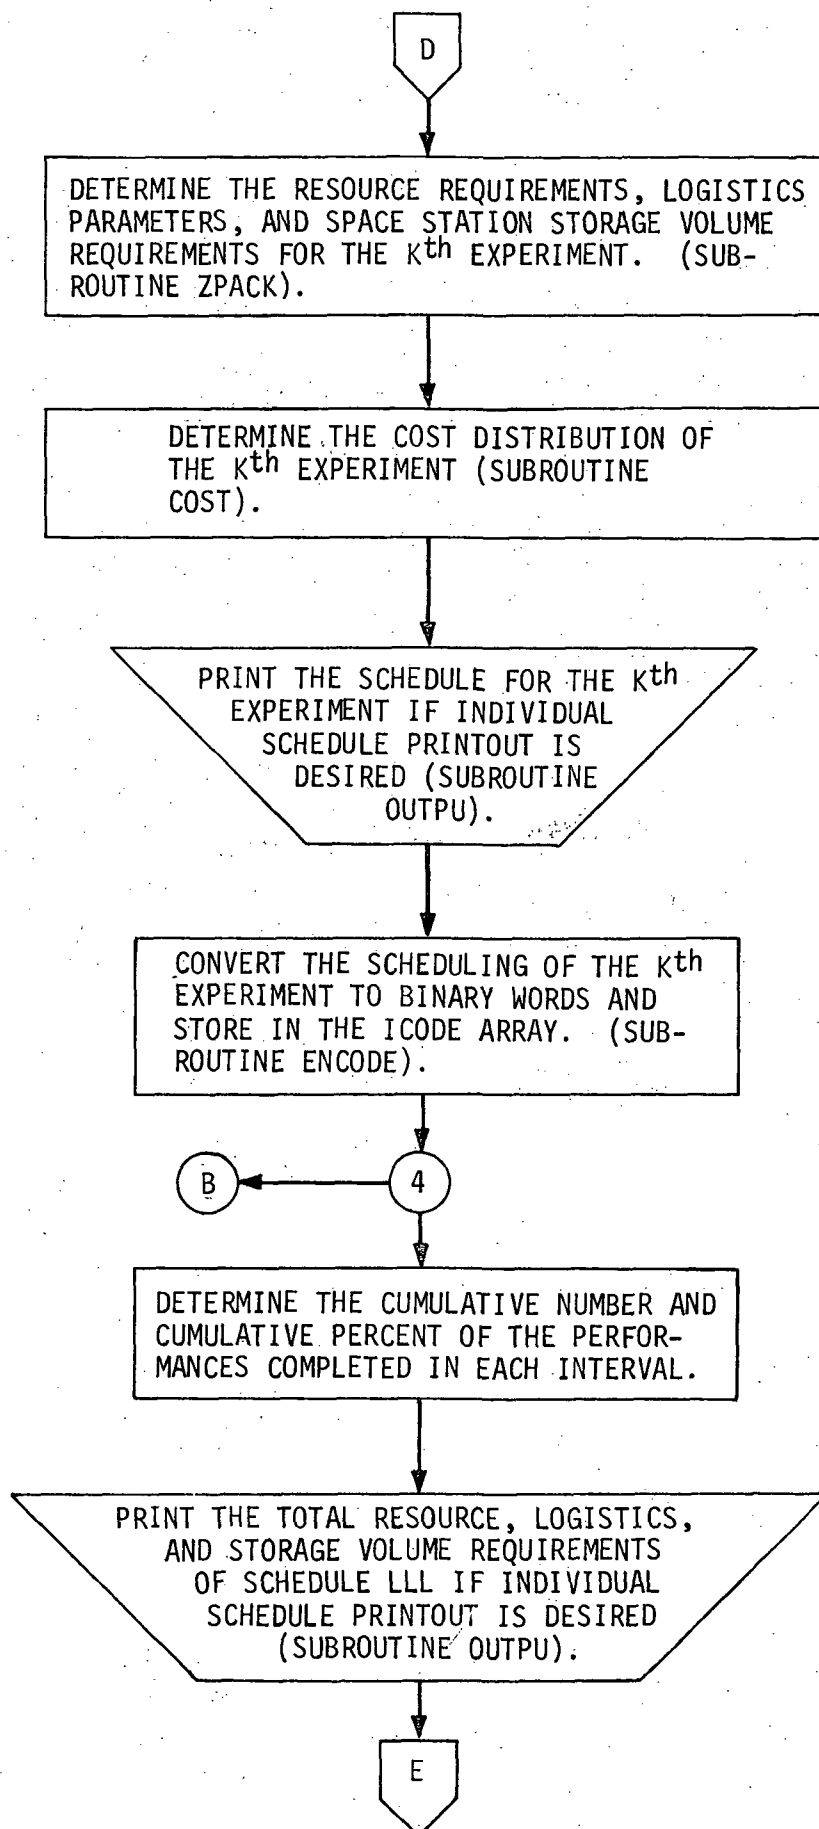 D
DETERMINE THE RESOURCE REQUIREMENTS, LOGISTICS
PARAMETERS, AND SPACE STATION STORAGE VOLUME
REQUIREMENTS FOR THE Kth EXPERIMENT. (SUB-
ROUTINE ZPACK).
DETERMINE THE COST DISTRIBUTION OF
THE Kth EXPERIMENT (SUBROUTINE
COST).
PRINT THE SCHEDULE FOR THE Kth
EXPERIMENT IF INDIVIDUAL
SCHEDULE PRINTOUT IS
DESIRED (SUBROUTINE
OUTPU).
CONVERT THE SCHEDULING OF THE Kth
EXPERIMENT TO BINARY WORDS AND
STORE IN THE ICODE ARRAY. (SUB-
ROUTINE ENCODE).
B 4
DETERMINE THE CUMULATIVE NUMBER AND
CUMULATIVE PERCENT OF THE PERFOR-
MANCES COMPLETED IN EACH INTERVAL.
PRINT THE TOTAL RESOURCE, LOGISTICS,
AND STORAGE VOLUME REQUIREMENTS
OF SCHEDULE LLL IF INDIVIDUAL
SCHEDULE PRINTOUT IS DESIRED
(SUBROUTINE OUTPU).
E